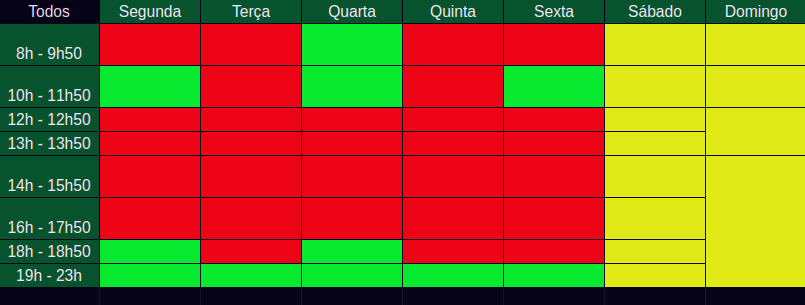 Todos Segunda Terça Quarta Quinta Sexta Sábado Domingo
8h - 9h50
10h - 11h50
12h - 12h50
13h - 13h50
14h - 15h50
16h - 17h50
18h - 18h50
19h - 23h